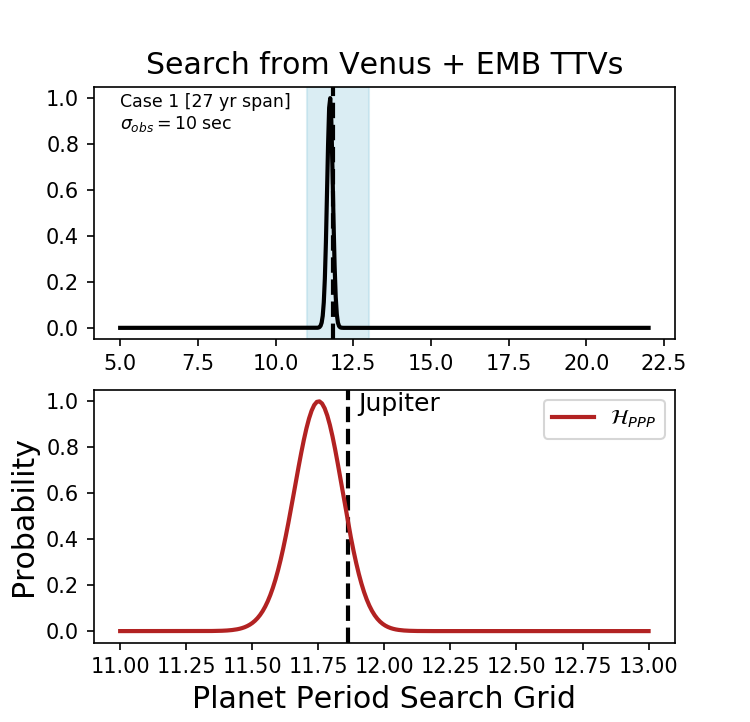 Search from Venus + EMB TTVs
Case 1 [27 yr span]
σobs = 10 sec
1.0
0.8
0.6
0.4
0.2
0.0
5.0 7.5 10.0 12.5 15.0 17.5 20.0 22.5
Jupiter
ℋPPP
1.0
0.8
0.6
0.4
0.2
0.0
Probability
11.00 11.25 11.50 11.75 12.00 12.25 12.50 12.75 13.00
Planet Period Search Grid